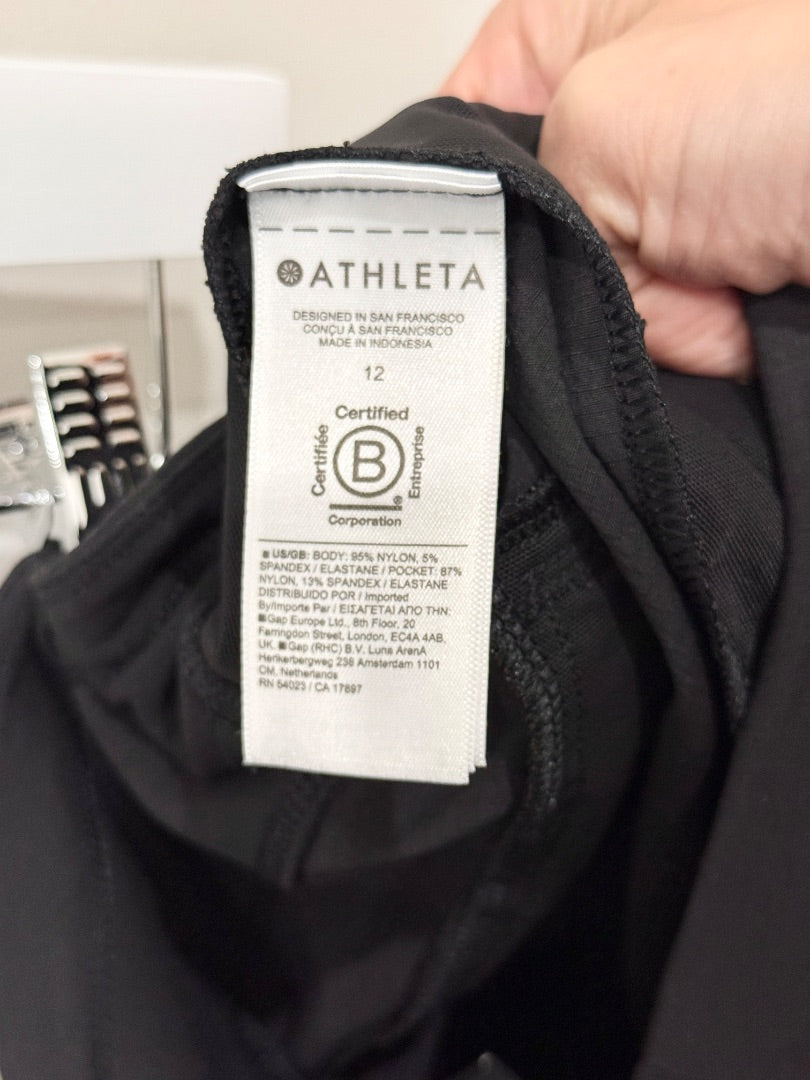 ATHLETA
DESIGNED IN SAN FRANCISCO
CONÇU À SAN FRANCISCO
MADE IN INDONESIA
12
Certified
Certifiée
B
Entreprise
®
Corporation
US/GB: BODY: 95% NYLON, 5%
SPANDEX / ELASTANE / POCKET: 87%
NYLON, 13% SPANDEX / ELASTANE
DISTRIBUIDO POR / Imported
By/Importe Par / ΕΙΣΑΓΕΤΑΙ ΑΠΟ ΤΗΝ:
Gap Europe Ltd., 8th Floor, 20
Farringdon Street, London, EC4A 4AB,
UK. Gap (RHC) B.V. Luna ArenA
Herikerbergweg 238 Amsterdam 1101
CM, Netherlands
RN 54023 / CA 17897